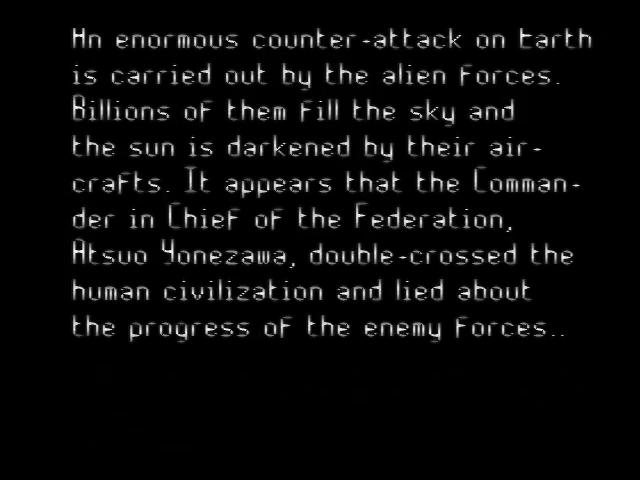 An enormous counter-attack on Earth
is carried out by the alien forces.
Billions of them fill the sky and
the sun is darkened by their air-
crafts. It appears that the Comman-
der in Chief of the Federation,
Atsuo Yonezawa, double-crossed the
human civilization and lied about
the progress of the enemy forces..